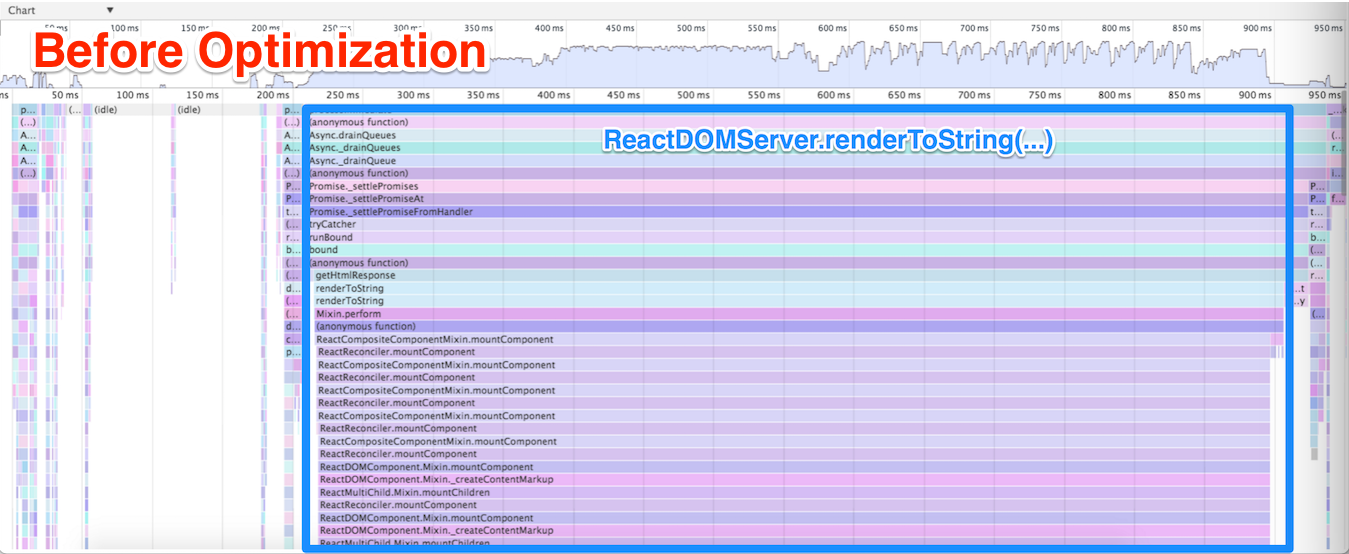 Chart ▼
50 ms 100 ms 150 ms 200 ms 250 ms 300 ms 350 ms 400 ms 450 ms 500 ms 550 ms 600 ms 650 ms 700 ms 750 ms 800 ms 850 ms 900 ms 950 ms
Before Optimization
ms 50 ms 100 ms 150 ms 200 ms 250 ms 300 ms 350 ms 400 ms 450 ms 500 ms 550 ms 600 ms 650 ms 700 ms 750 ms 800 ms 850 ms 900 ms 950 ms
p... (... (idle) (idle) p...
(...) (...) (anonymous function)
ReactDOMServer.renderToString(...)
A... A... Async.drainQueues (...
A... A... Async._drainQueues r...
A... A... Async._drainQueue
(...) (...) (anonymous function) i...
P... Promise._settlePromises P...
P... Promise._settlePromiseAt P... f...
t... Promise._settlePromiseFromHandler t...
(... tryCatcher r...
r... runBound b...
b... bound (...
(... (anonymous function) (...
(... getHtmlResponse r...
d... renderToString ...t
(... renderToString ...y
(... Mixin.perform (...
d... (anonymous function)
c... ReactCompositeComponentMixin.mountComponent
p... ReactReconciler.mountComponent
ReactCompositeComponentMixin.mountComponent
ReactReconciler.mountComponent
ReactCompositeComponentMixin.mountComponent
ReactReconciler.mountComponent
ReactCompositeComponentMixin.mountComponent
ReactReconciler.mountComponent
ReactCompositeComponentMixin.mountComponent
ReactReconciler.mountComponent
ReactDOMComponent.Mixin.mountComponent
ReactDOMComponent.Mixin._createContentMarkup
ReactMultiChild.Mixin.mountChildren
ReactReconciler.mountComponent
ReactDOMComponent.Mixin.mountComponent
ReactDOMComponent.Mixin._createContentMarkup
ReactMultiChild.Mixin.mountChildren